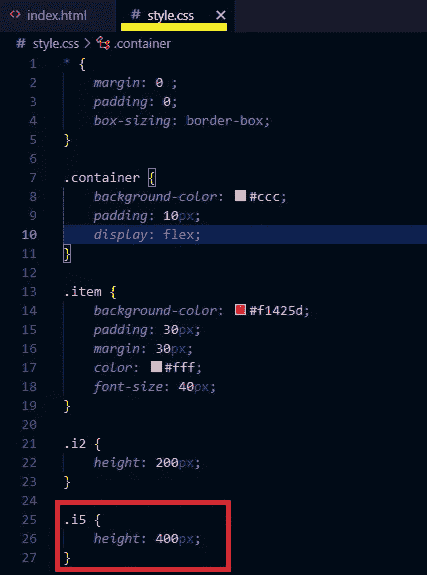 index.html
style.css
style.css > .container
1 * {
2 margin: 0 ;
3 padding: 0;
4 box-sizing: border-box;
5 }
6
7 .container {
8 background-color: #ccc;
9 padding: 10px;
10 display: flex;
11 }
12
13 .item {
14 background-color: #f1425d;
15 padding: 30px;
16 margin: 30px;
17 color: #fff;
18 font-size: 40px;
19 }
20
21 .i2 {
22 height: 200px;
23 }
24
25 .i5 {
26 height: 400px;
27 }